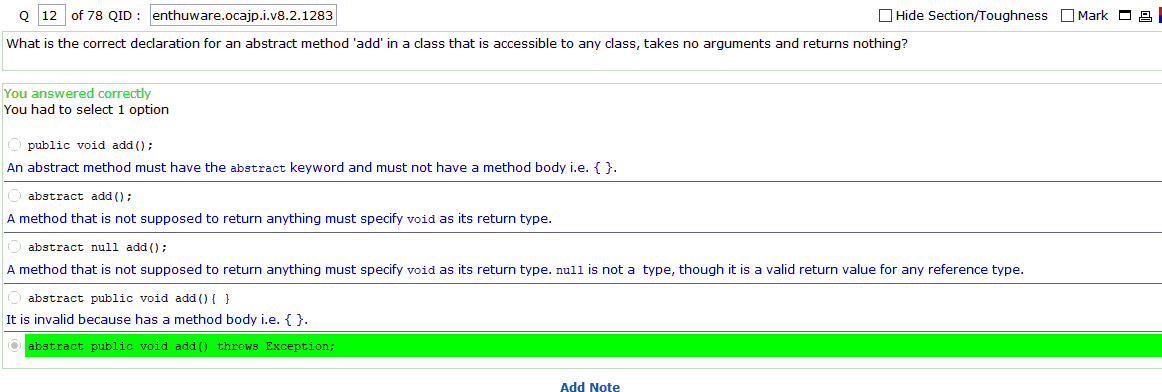 Q 12 of 78 QID : enthuware.ocajp.i.v8.2.1283 Hide Section/Toughness Mark
What is the correct declaration for an abstract method 'add' in a class that is accessible to any class, takes no arguments and returns nothing?
You answered correctly
You had to select 1 option
public void add();
An abstract method must have the abstract keyword and must not have a method body i.e. { }.
abstract add();
A method that is not supposed to return anything must specify void as its return type.
abstract null add();
A method that is not supposed to return anything must specify void as its return type. null is not a  type, though it is a valid return value for any reference type.
abstract public void add(){ }
It is invalid because has a method body i.e. { }.
abstract public void add() throws Exception;
Add Note